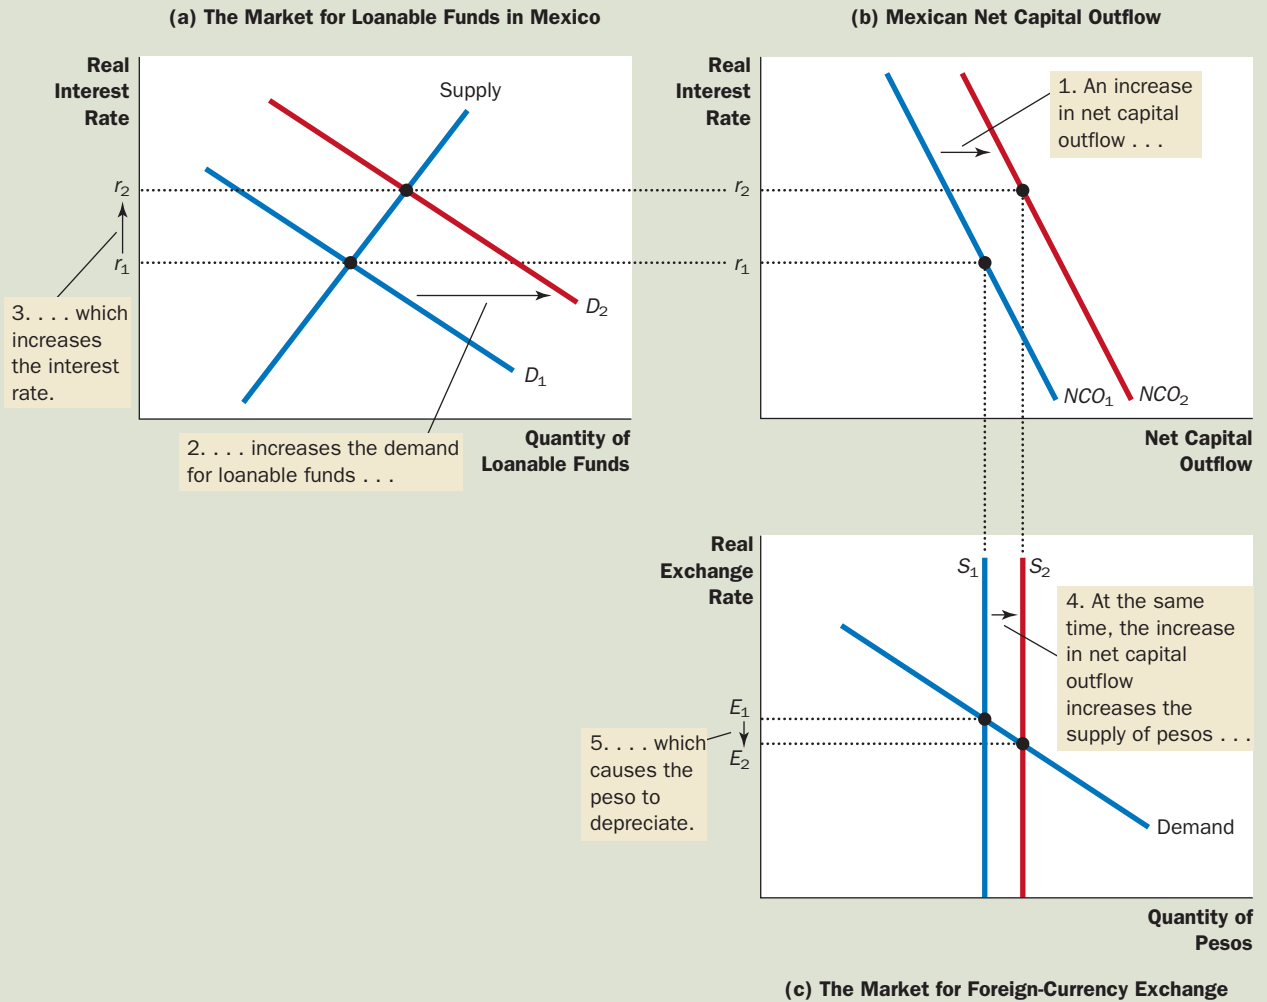 (a) The Market for Loanable Funds in Mexico
Real
Interest
Rate
Supply
r2
r1
3. . . . which
increases
the interest
rate.
D2
D1
2. . . . increases the demand
for loanable funds . . .
Quantity of
Loanable Funds
(b) Mexican Net Capital Outflow
Real
Interest
Rate
1. An increase
in net capital
outflow . . .
r2
r1
NCO1
NCO2
Net Capital
Outflow
Real
Exchange
Rate
S1
S2
4. At the same
time, the increase
in net capital
outflow
increases the
supply of pesos . . .
E1
E2
5. . . . which
causes the
peso to
depreciate.
Demand
Quantity of
Pesos
(c) The Market for Foreign-Currency Exchange